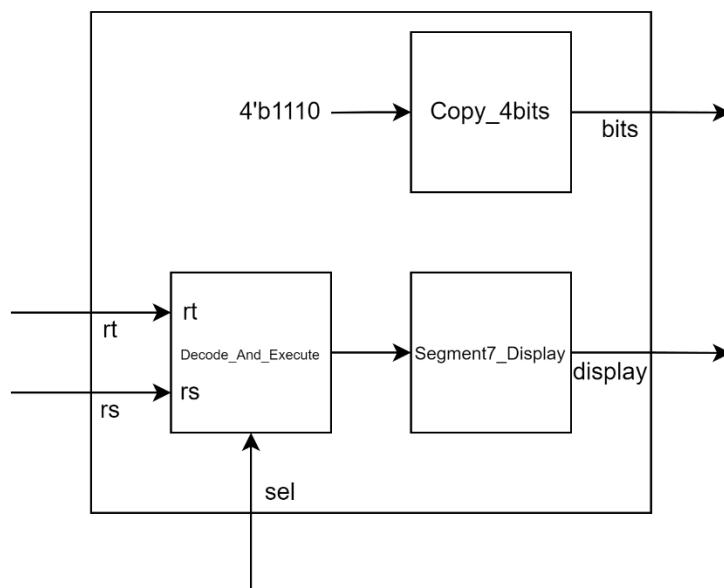 4'b1110
Copy_4bits
bits
rt
rt
Decode_And_Execute
Segment7_Display
display
rs
rs
sel